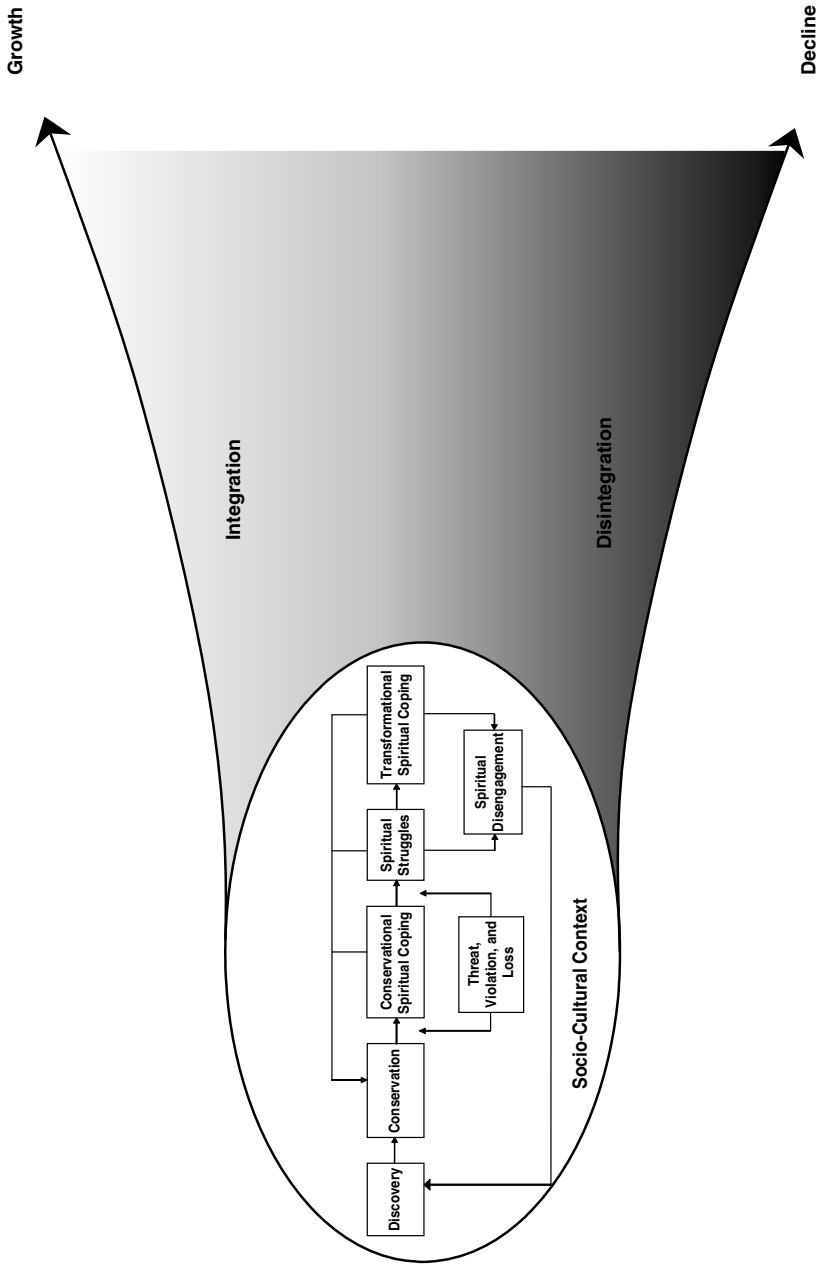 Growth
Decline
Integration
Disintegration
Discovery
Conservation
Conservational
Spiritual Coping
Spiritual
Struggles
Transformational
Spiritual Coping
Threat,
Violation, and
Loss
Spiritual
Disengagement
Socio-Cultural Context